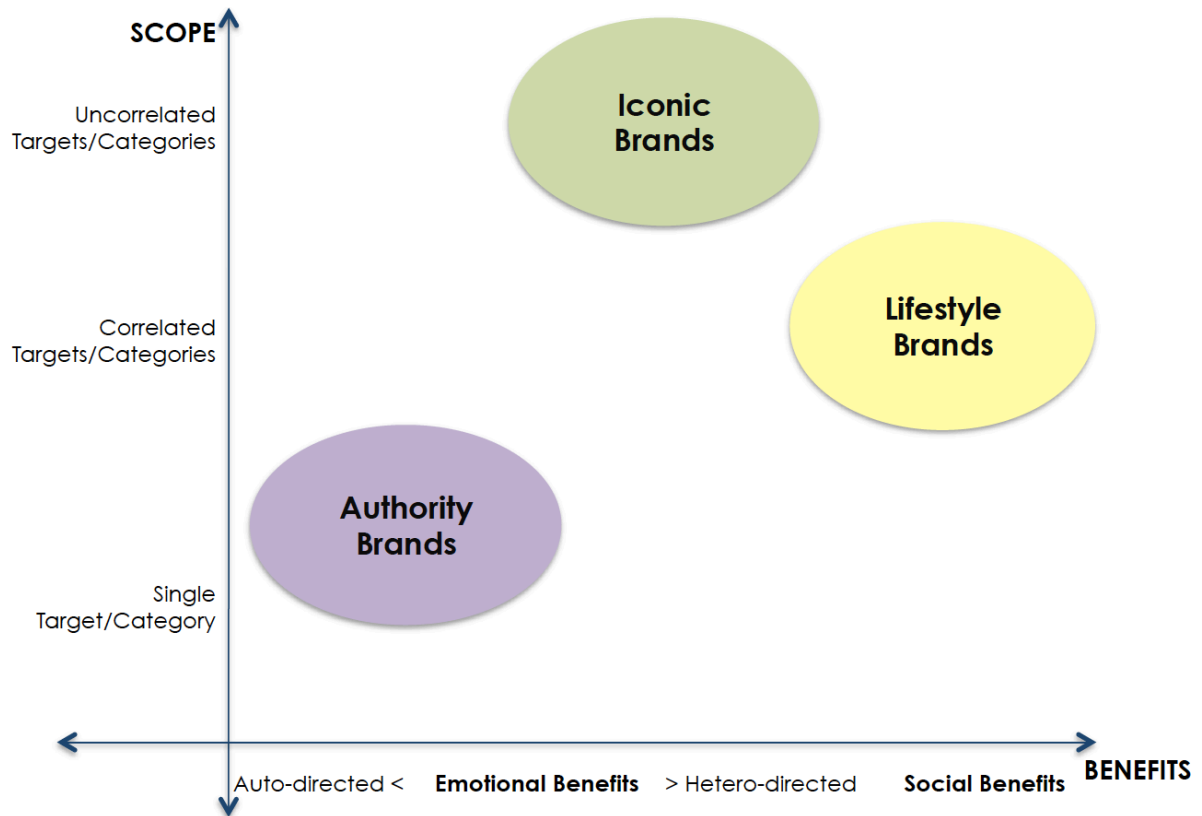 SCOPE
Uncorrelated
Targets/Categories
Iconic
Brands
Correlated
Targets/Categories
Lifestyle
Brands
Authority
Brands
Single
Target/Category
Auto-directed < Emotional Benefits > Hetero-directed Social Benefits
BENEFITS